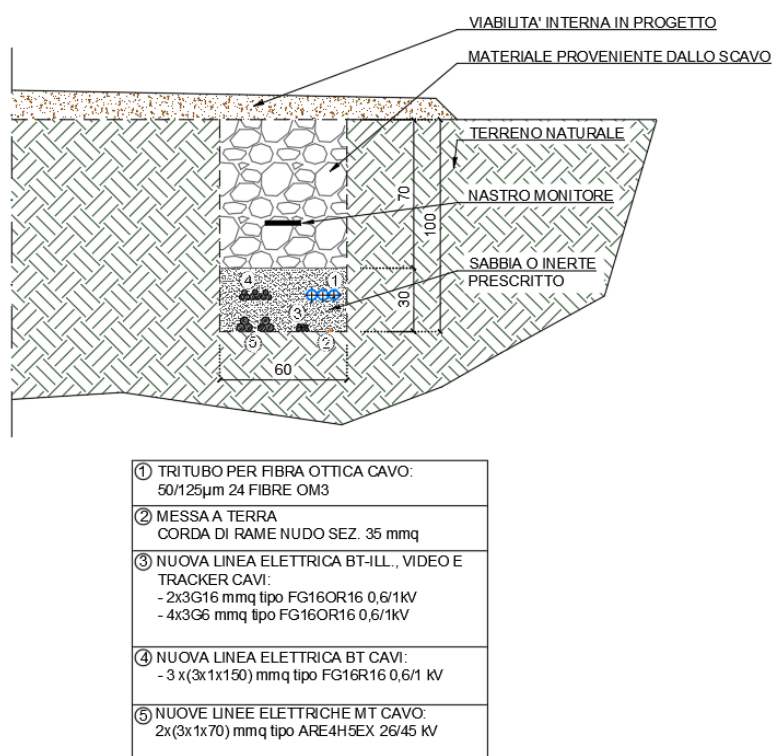 VIABILITA' INTERNA IN PROGETTO
MATERIALE PROVENIENTE DALLO SCAVO
TERRENO NATURALE
70
100
NASTRO MONITORE
SABBIA O INERTE
PRESCRITTO
4
1
3
30
5
2
60
1 TRITUBO PER FIBRA OTTICA CAVO:
50/125µm 24 FIBRE OM3
2 MESSA A TERRA
CORDA DI RAME NUDO SEZ. 35 mmq
3 NUOVA LINEA ELETTRICA BT-ILL., VIDEO E
TRACKER CAVI:
- 2x3G16 mmq tipo FG16OR16 0,6/1kV
- 4x3G6 mmq tipo FG16OR16 0,6/1kV
4 NUOVA LINEA ELETTRICA BT CAVI:
- 3 x(3x1x150) mmq tipo FG16R16 0,6/1 kV
5 NUOVE LINEE ELETTRICHE MT CAVO:
2x(3x1x70) mmq tipo ARE4H5EX 26/45 kV